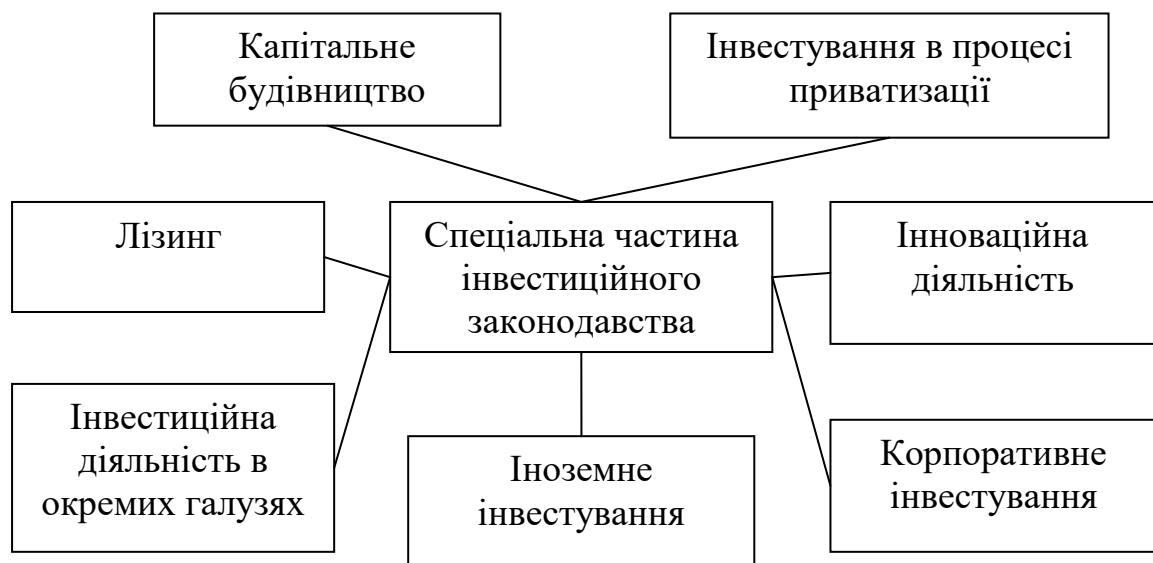 Капітальне
будівництво
Інвестування в процесі
приватизації
Лізинг
Спеціальна частина
інвестиційного
законодавства
Інноваційна
діяльність
Інвестиційна
діяльність в
окремих галузях
Іноземне
інвестування
Корпоративне
інвестування